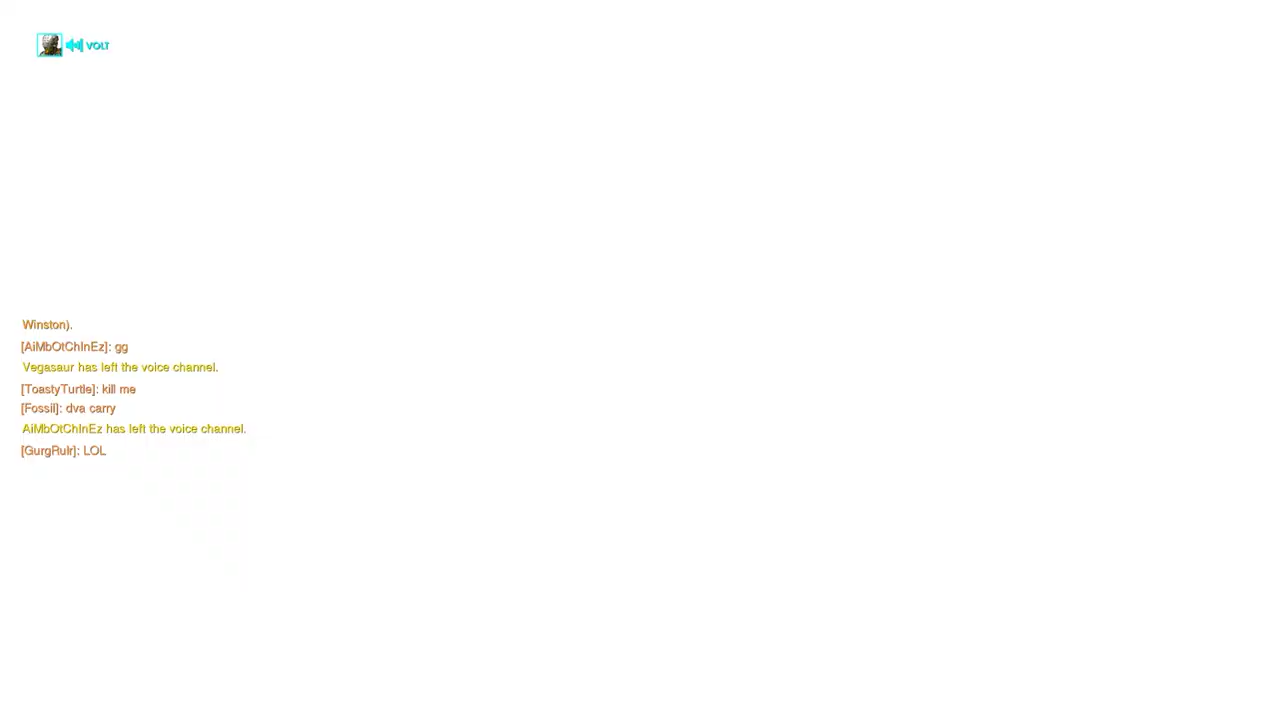 VOLT
Winston).
[AiMbOtChInEz]: gg
Vegasaur has left the voice channel.
[ToastyTurtle]: kill me
[Fossil]: dva carry
AiMbOtChInEz has left the voice channel.
[GurgRulr]: LOL